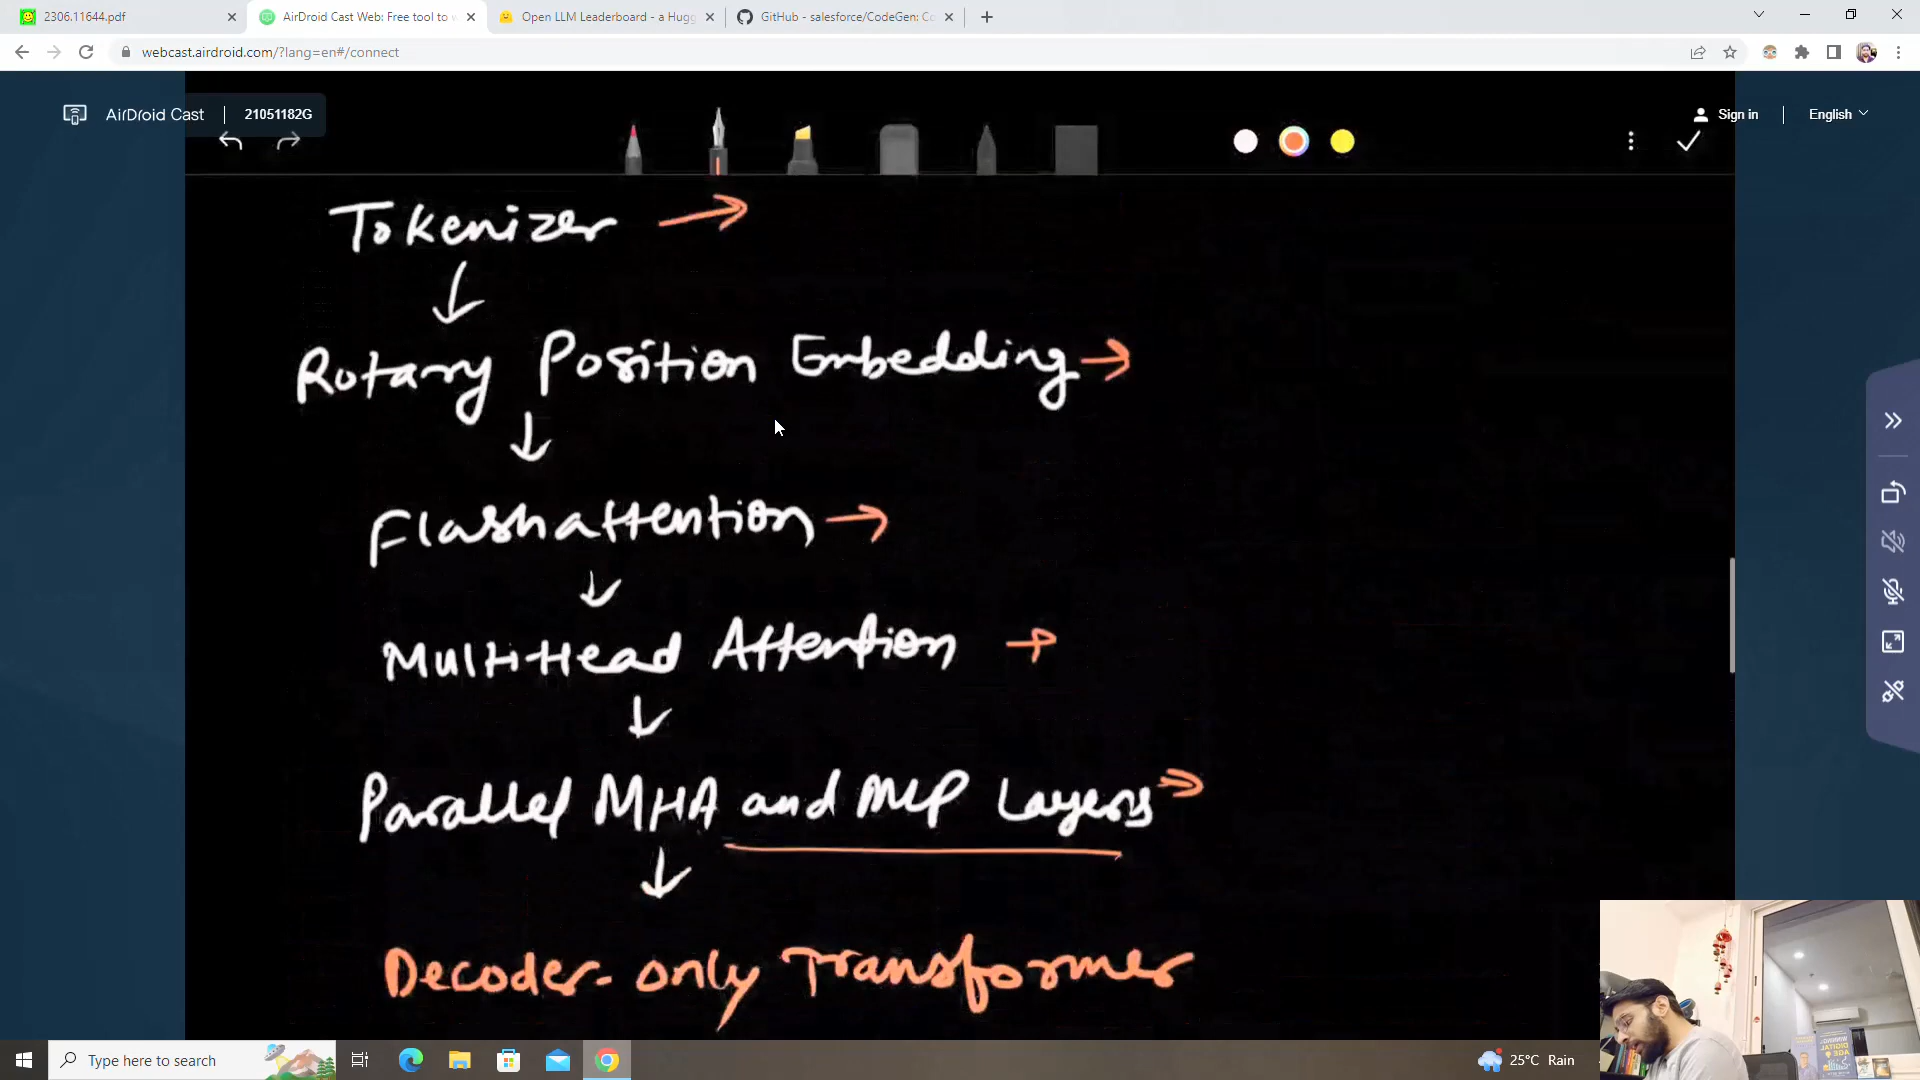 2306.11644.pdf
AirDroid Cast Web: Free tool to w
Open LLM Leaderboard - a Hugg
GitHub - salesforce/CodeGen: Co
webcast.airdroid.com/?lang=en#/connect
AirDroid Cast
21051182G
Sign in
English
Tokenizer
Rotary Position Embedding
Flashattention
MultiHead Attention
Parallel MHA and MLP Layers
Decoder-only Transformer
Type here to search
25°C Rain